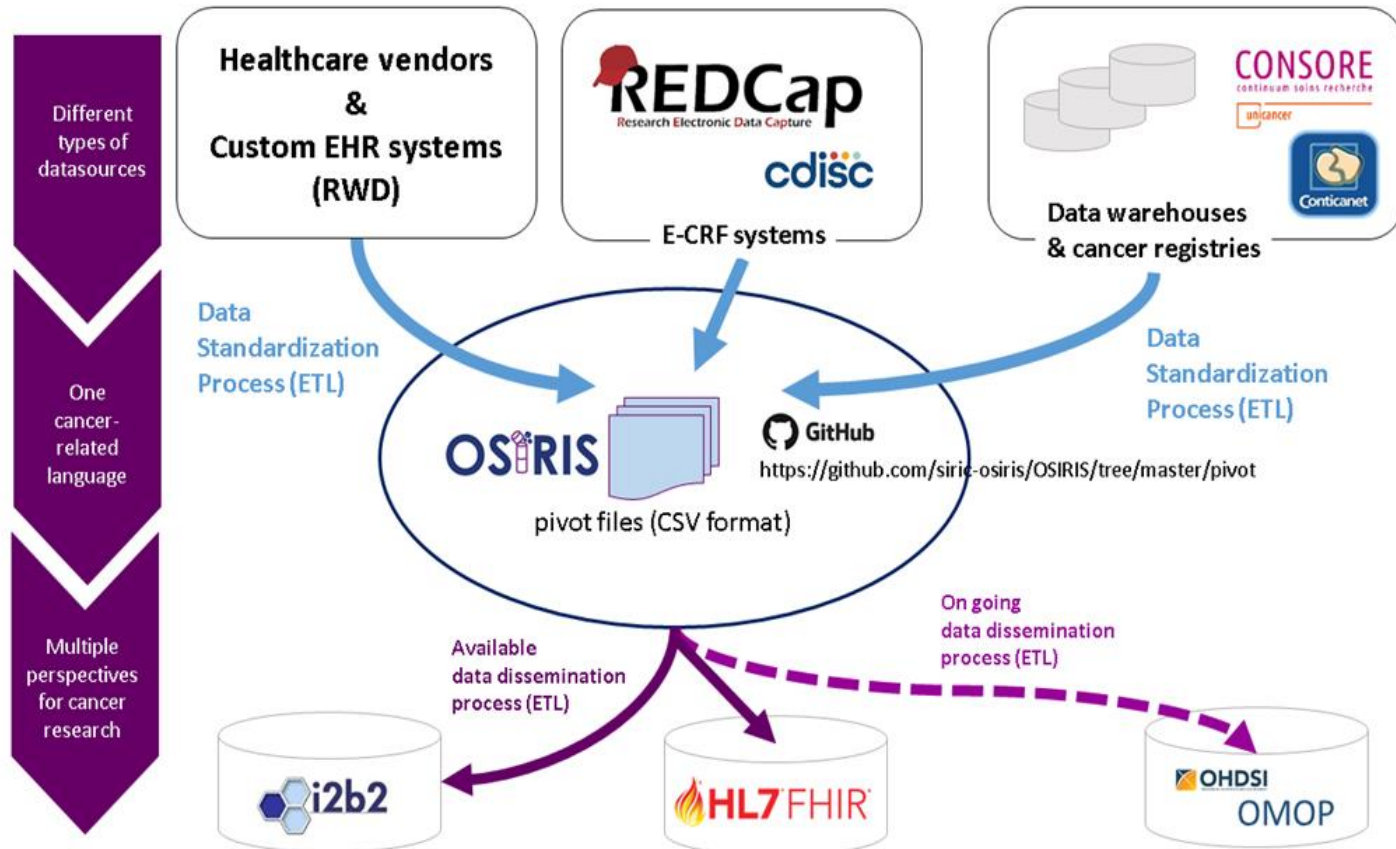 Different
types of
datasources
Healthcare vendors
&
Custom EHR systems
(RWD)
REDCap
Research Electronic Data Capture
cdisc
E-CRF systems
CONSORE
continuum soins recherche
unicancer
Conticanet
Data warehouses
& cancer registries
Data
Standardization
Process (ETL)
Data
Standardization
Process (ETL)
One
cancer-
related
language
OSiRIS
GitHub
https://github.com/siric-osiris/OSIRIS/tree/master/pivot
pivot files (CSV format)
Multiple
perspectives
for cancer
research
Available
data dissemination
process (ETL)
On going
data dissemination
process (ETL)
i2b2
HL7 FHIR
OHDSI
OMOP